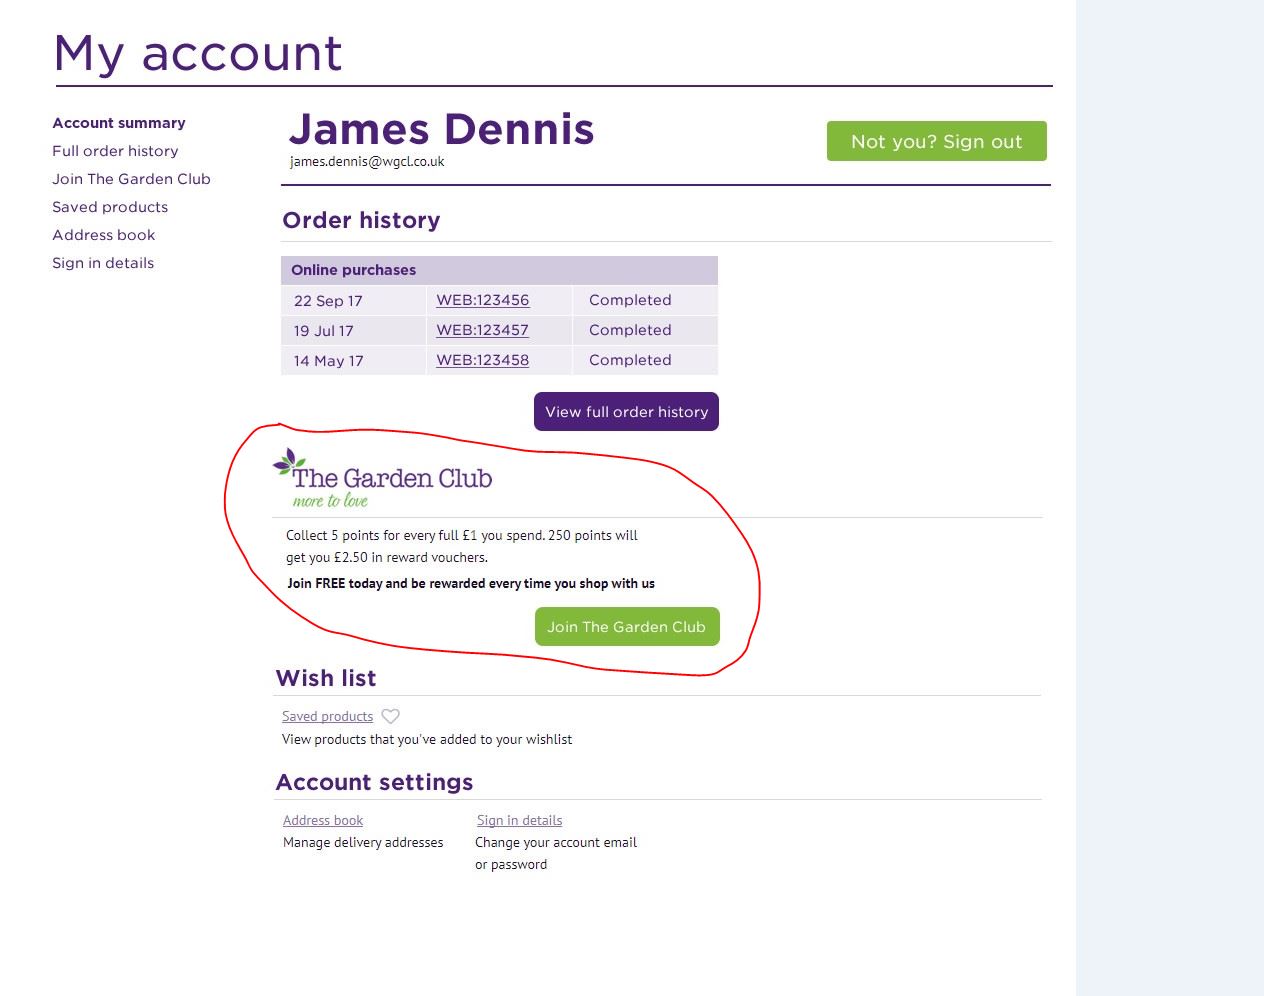 My account
Account summary
Full order history
Join The Garden Club
Saved products
Address book
Sign in details
James Dennis
james.dennis@wgcl.co.uk
Not you? Sign out
Order history
Online purchases
22 Sep 17 WEB:123456 Completed
19 Jul 17 WEB:123457 Completed
14 May 17 WEB:123458 Completed
View full order history
The Garden Club
more to love
Collect 5 points for every full £1 you spend. 250 points will
get you £2.50 in reward vouchers.
Join FREE today and be rewarded every time you shop with us
Join The Garden Club
Wish list
Saved products
View products that you've added to your wishlist
Account settings
Address book
Manage delivery addresses
Sign in details
Change your account email
or password